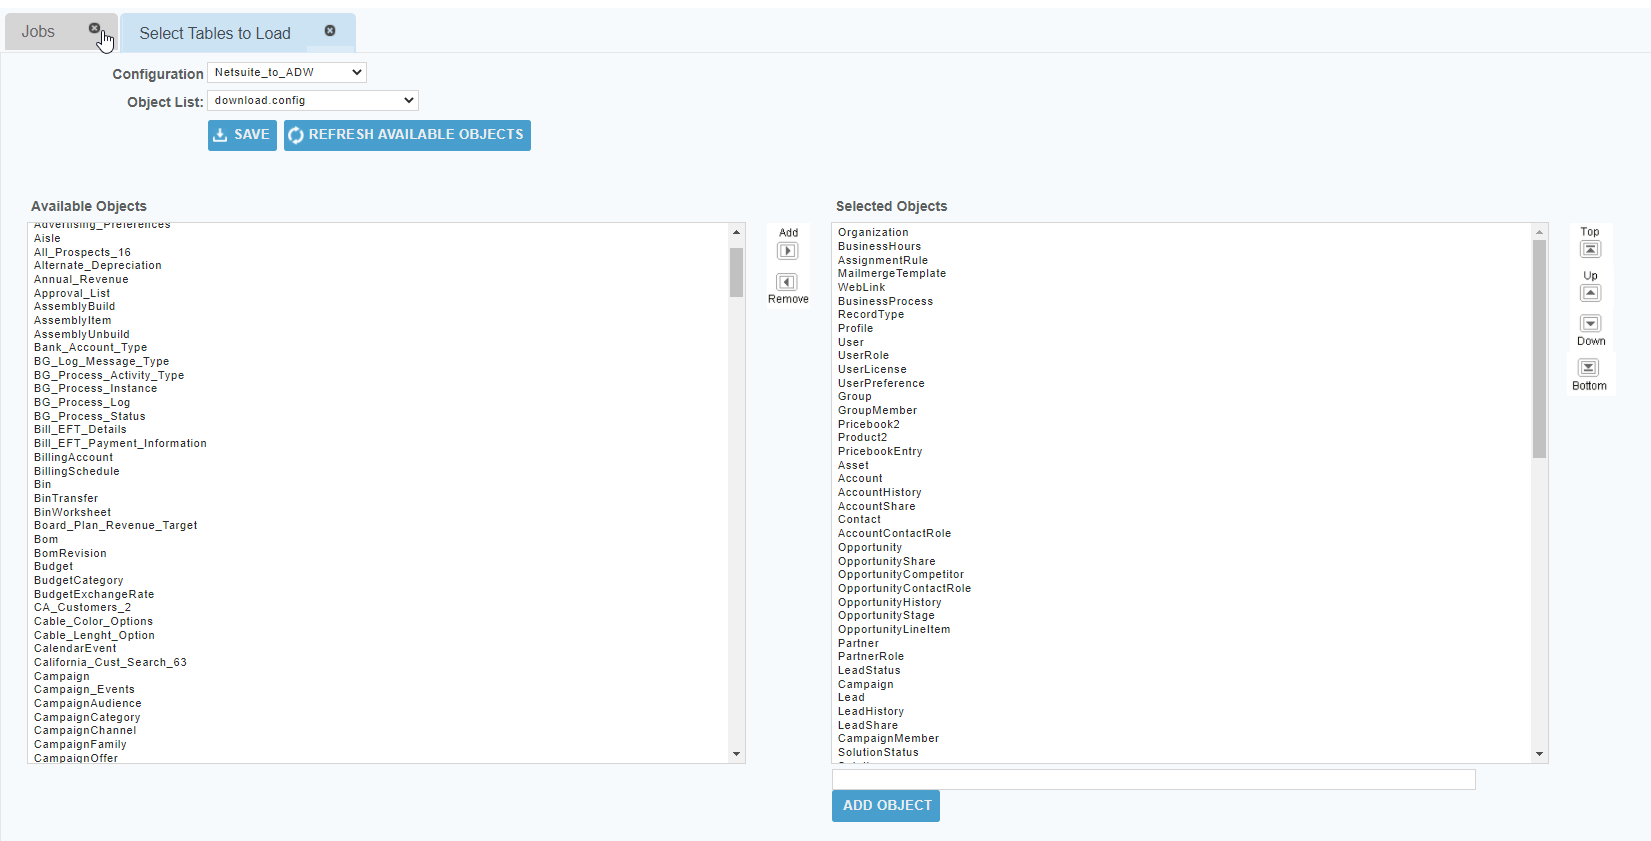 Jobs
Select Tables to Load
Configuration Netsuite_to_ADW
Object List: download.config
SAVE REFRESH AVAILABLE OBJECTS
Available Objects
Advertising_Preferences
Aisle
All_Prospects_16
Alternate_Depreciation
Annual_Revenue
Approval_List
AssemblyBuild
AssemblyItem
AssemblyUnbuild
Bank_Account_Type
BG_Log_Message_Type
BG_Process_Activity_Type
BG_Process_Instance
BG_Process_Log
BG_Process_Status
Bill_EFT_Details
Bill_EFT_Payment_Information
BillingAccount
BillingSchedule
Bin
BinTransfer
BinWorksheet
Board_Plan_Revenue_Target
Bom
BomRevision
Budget
BudgetCategory
BudgetExchangeRate
CA_Customers_2
Cable_Color_Options
Cable_Lenght_Option
CalendarEvent
California_Cust_Search_63
Campaign
Campaign_Events
CampaignAudience
CampaignCategory
CampaignChannel
CampaignFamily
CampaignOffer
Add
Remove
Selected Objects
Organization
BusinessHours
AssignmentRule
MailmergeTemplate
WebLink
BusinessProcess
RecordType
Profile
User
UserRole
UserLicense
UserPreference
Group
GroupMember
Pricebook2
Product2
PricebookEntry
Asset
Account
AccountHistory
AccountShare
Contact
AccountContactRole
Opportunity
OpportunityShare
OpportunityCompetitor
OpportunityContactRole
OpportunityHistory
OpportunityStage
OpportunityLineItem
Partner
PartnerRole
LeadStatus
Campaign
Lead
LeadHistory
LeadShare
CampaignMember
SolutionStatus
Top
Up
Down
Bottom
ADD OBJECT